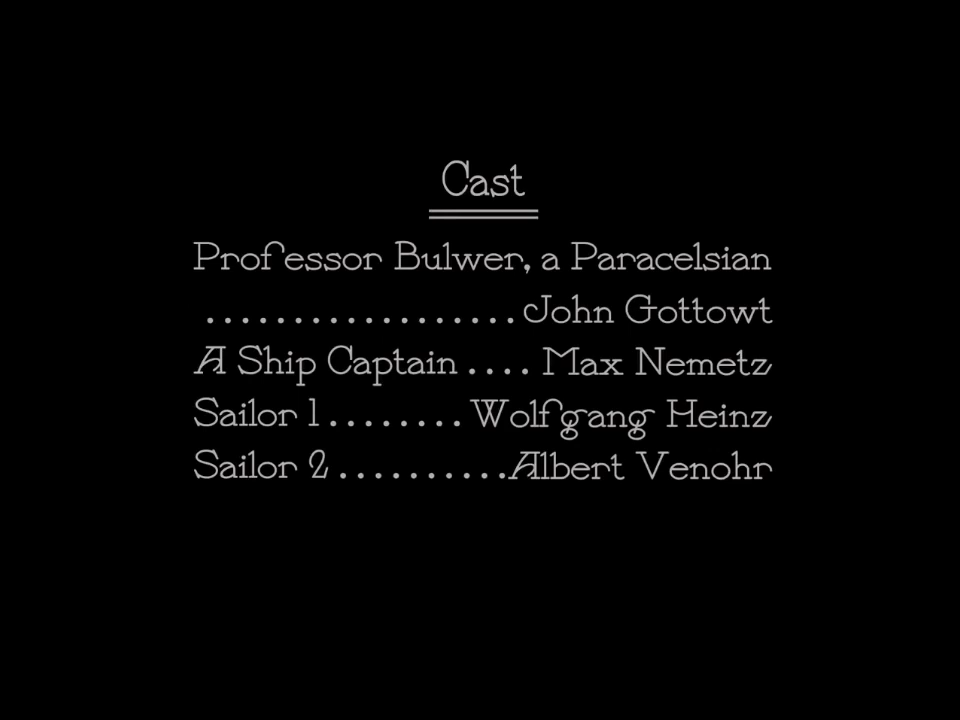 Cast
Professor Bulwer, a Paracelsian
..................John Gottowt
A Ship Captain .... Max Nemetz
Sailor 1 ........ Wolfgang Heinz
Sailor 2 ..........Albert Venohr